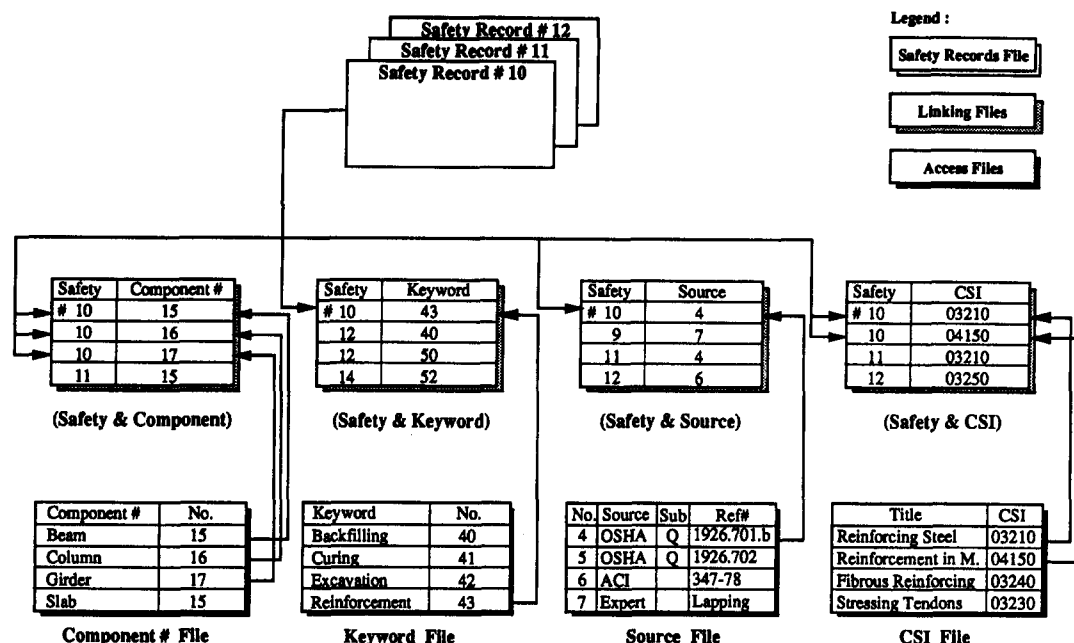 Safety Record # 12
Safety Record # 11
Safety Record # 10
Legend :
Safety Records File
Linking Files
Access Files
Safety Component #
# 10 15
10 16
10 17
11 15
(Safety & Component)
Safety Keyword
# 10 43
12 40
12 50
14 52
(Safety & Keyword)
Safety Source
# 10 4
9 7
11 4
12 6
(Safety & Source)
Safety CSI
# 10 03210
10 04150
11 03210
12 03250
(Safety & CSI)
Component # No.
Beam 15
Column 16
Girder 17
Slab 15
Component # File
Keyword No.
Backfilling 40
Curing 41
Excavation 42
Reinforcement 43
Keyword File
No. Source Sub Ref#
4 OSHA Q 1926.701.b
5 OSHA Q 1926.702
6 ACI 347-78
7 Expert Lapping
Source File
Title CSI
Reinforcing Steel 03210
Reinforcement in M. 04150
Fibrous Reinforcing 03240
Stressing Tendons 03230
CSI File